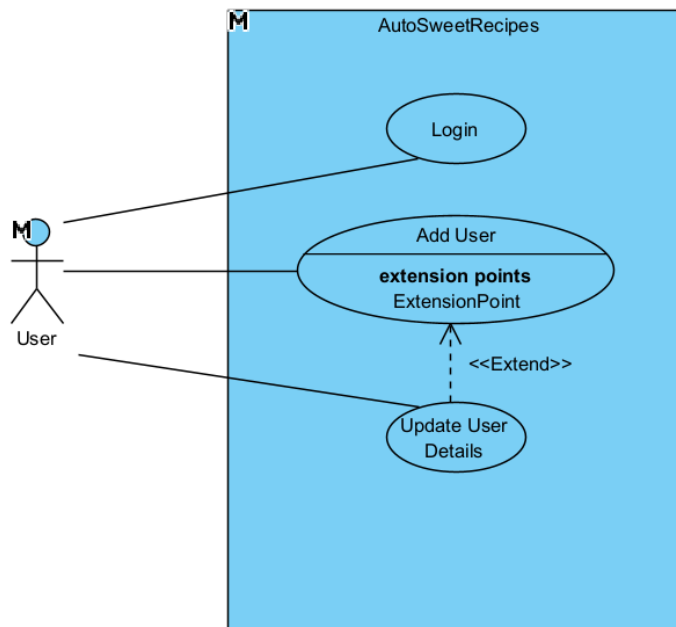 M
AutoSweetRecipes
Login
M
User
Add User
extension points
ExtensionPoint
<<Extend>>
Update User
Details